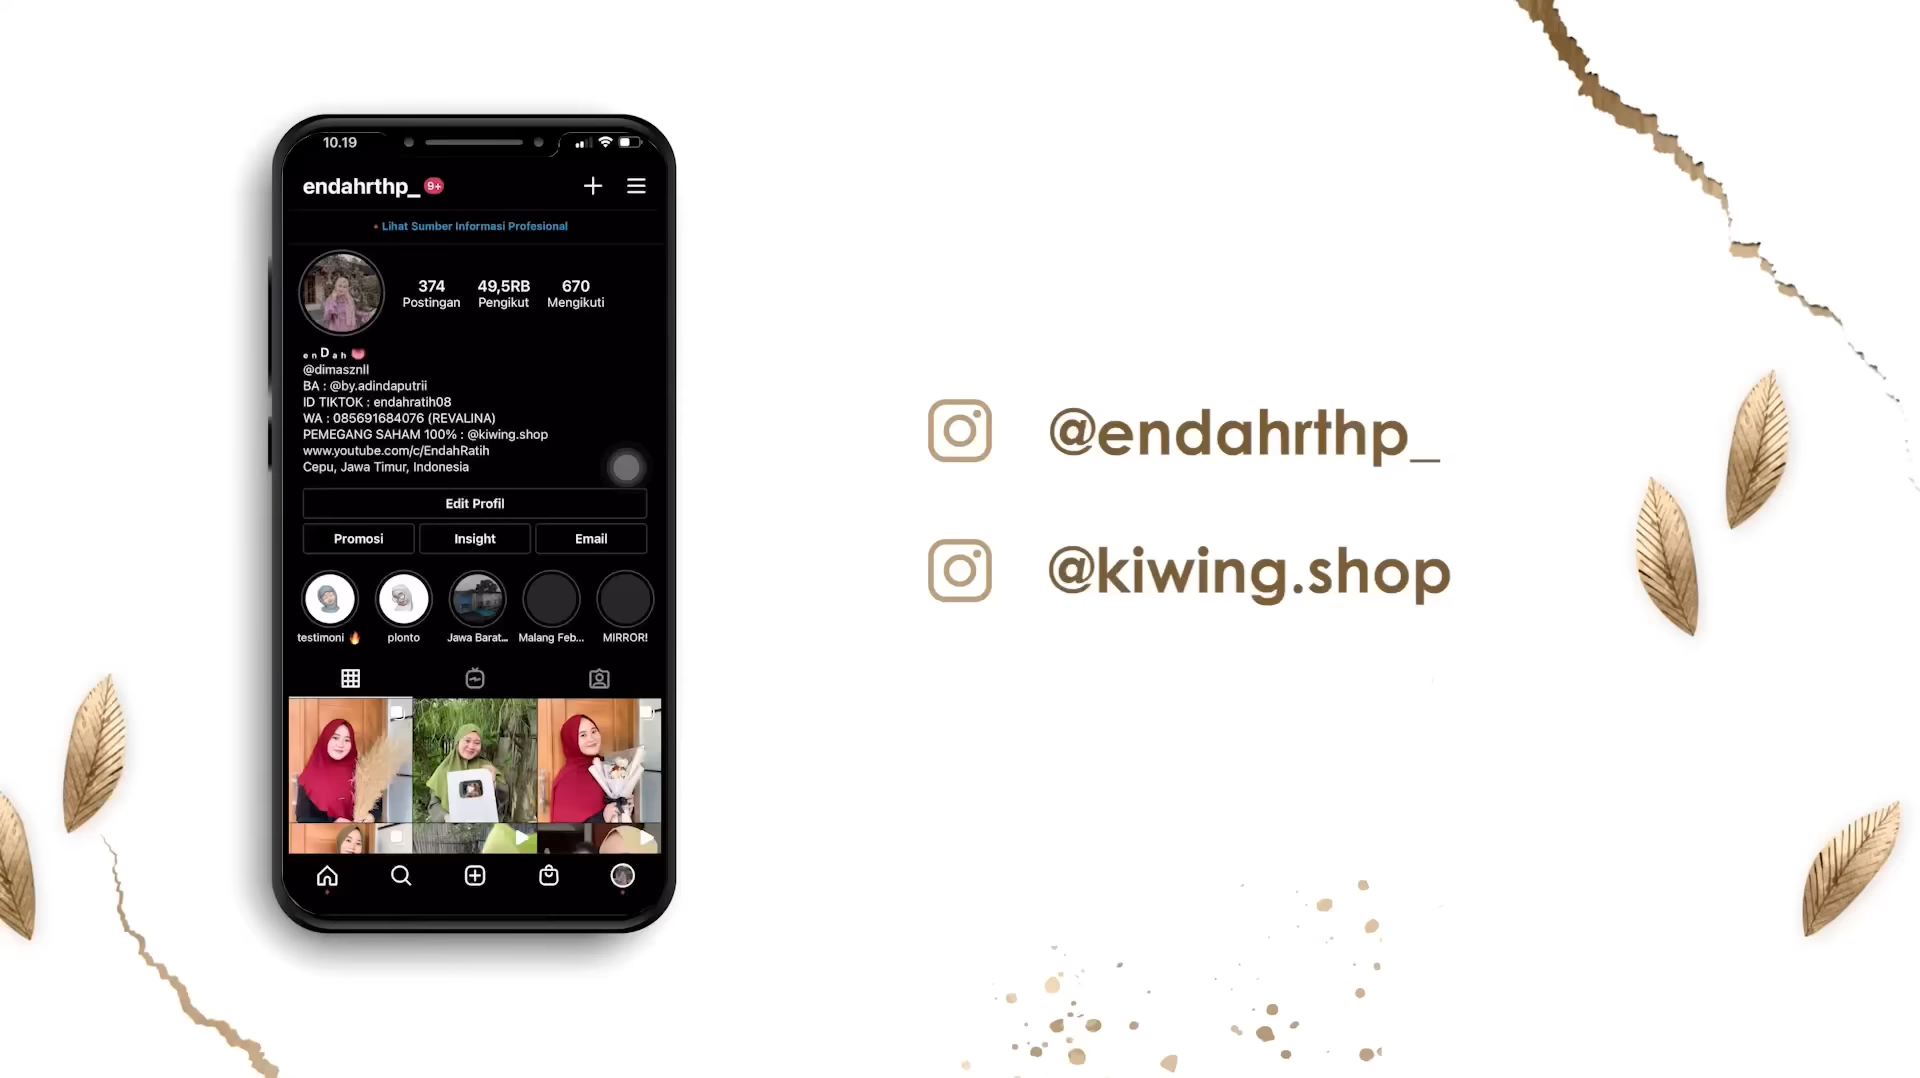 10.19
endahrthp_ 9+
Lihat Sumber Informasi Profesional
374 49,5RB 670
Postingan Pengikut Mengikuti
ₑₙDₐₕ
@dimasznll
BA : @by.adindaputrii
ID TIKTOK : endahratih08
WA : 085691684076 (REVALINA)
PEMEGANG SAHAM 100% : @kiwing.shop
www.youtube.com/c/EndahRatih
Cepu, Jawa Timur, Indonesia
Edit Profil
Promosi Insight Email
testimoni 🔥 plonto Jawa Barat... Malang Feb... MIRROR!
@endahrthp_
@kiwing.shop